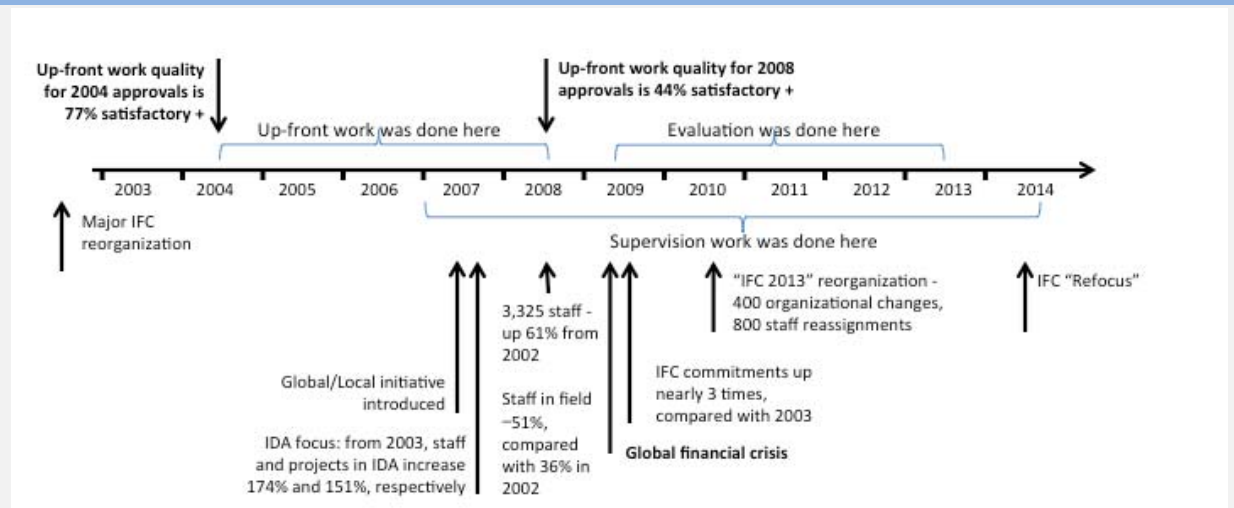 Up-front work quality
for 2004 approvals is
77% satisfactory +
Up-front work quality for 2008
approvals is 44% satisfactory +
Up-front work was done here
Evaluation was done here
2003 2004 2005 2006 2007 2008 2009 2010 2011 2012 2013 2014
Major IFC
reorganization
Supervision work was done here
"IFC 2013" reorganization -
400 organizational changes,
800 staff reassignments
IFC "Refocus"
3,325 staff -
up 61% from
2002
Global/Local initiative
introduced
IFC commitments up
nearly 3 times,
compared with 2003
Staff in field
–51%,
compared
with 36% in
2002
IDA focus: from 2003, staff
and projects in IDA increase
174% and 151%, respectively
Global financial crisis